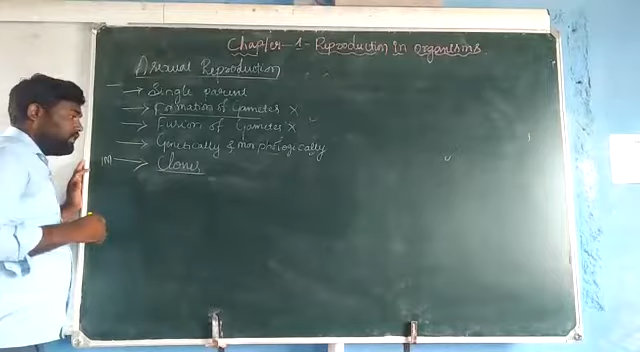 Chapter - 1 - Reproduction in organisms.
Asexual Reproduction
→ Single parent
→ Formation of Gametes X
→ Fusion of Gametes X
→ Genetically & morphologically
→ Clones